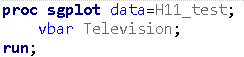 proc sgplot data=H11_test;
vbar Television;
run;